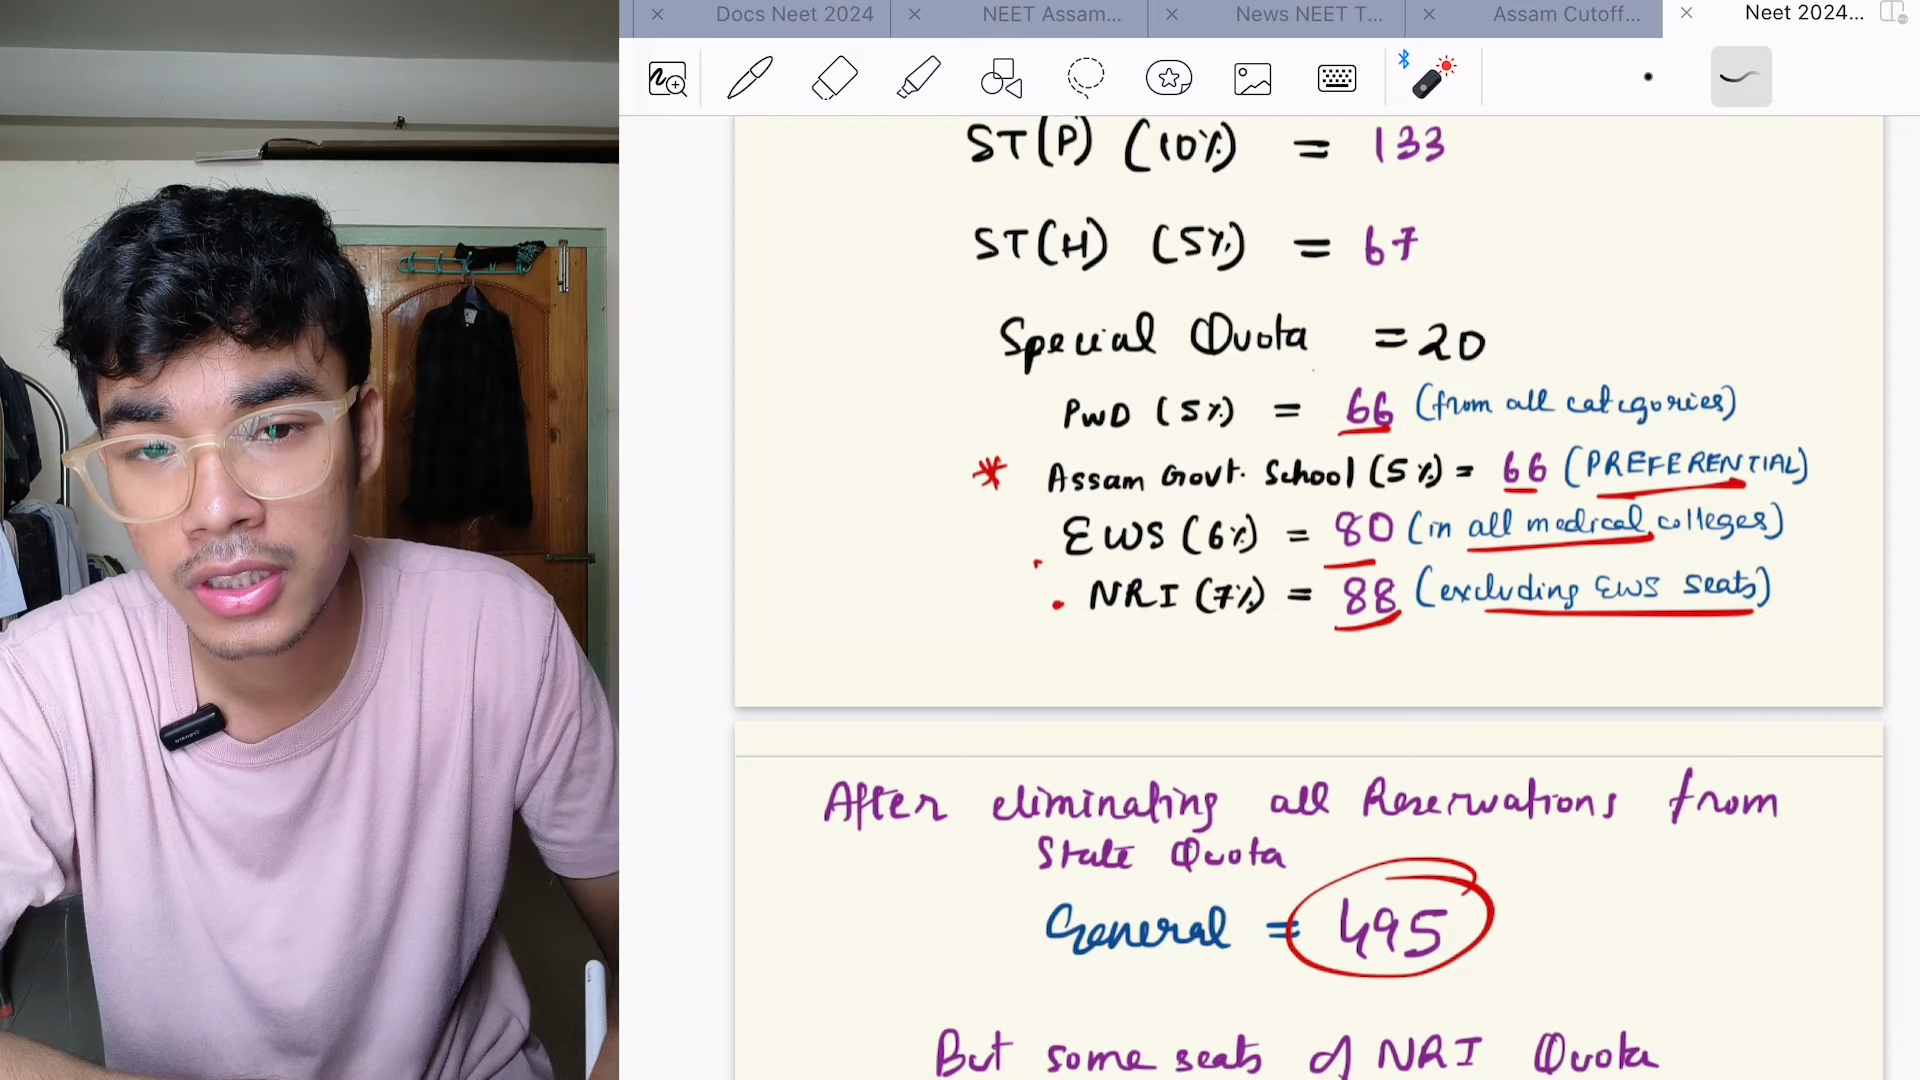 Docs Neet 2024
NEET Assam...
News NEET T...
Assam Cutoff...
Neet 2024...
ST(P) (10%) = 133
ST(H) (5%) = 67
Special Quota = 20
PwD (5%) = 66 (from all categories)
* Assam Govt. School (5%) = 66 (PREFERENTIAL)
EWS (6%) = 80 (in all medical colleges)
NRI (7%) = 88 (excluding EWS seats)
After eliminating all Reservations from
State Quota
General = 495
But some seats of NRI Quota